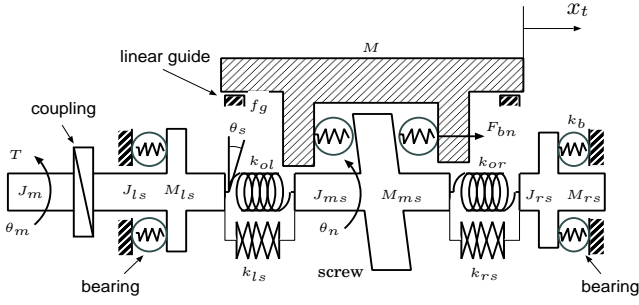 x_t
M
linear guide
coupling
f_g
θ_s
k_ol
F_bn
k_or
k_b
T
J_m
J_ls
M_ls
J_ms
M_ms
J_rs
M_rs
θ_m
θ_n
k_ls
screw
k_rs
bearing
bearing